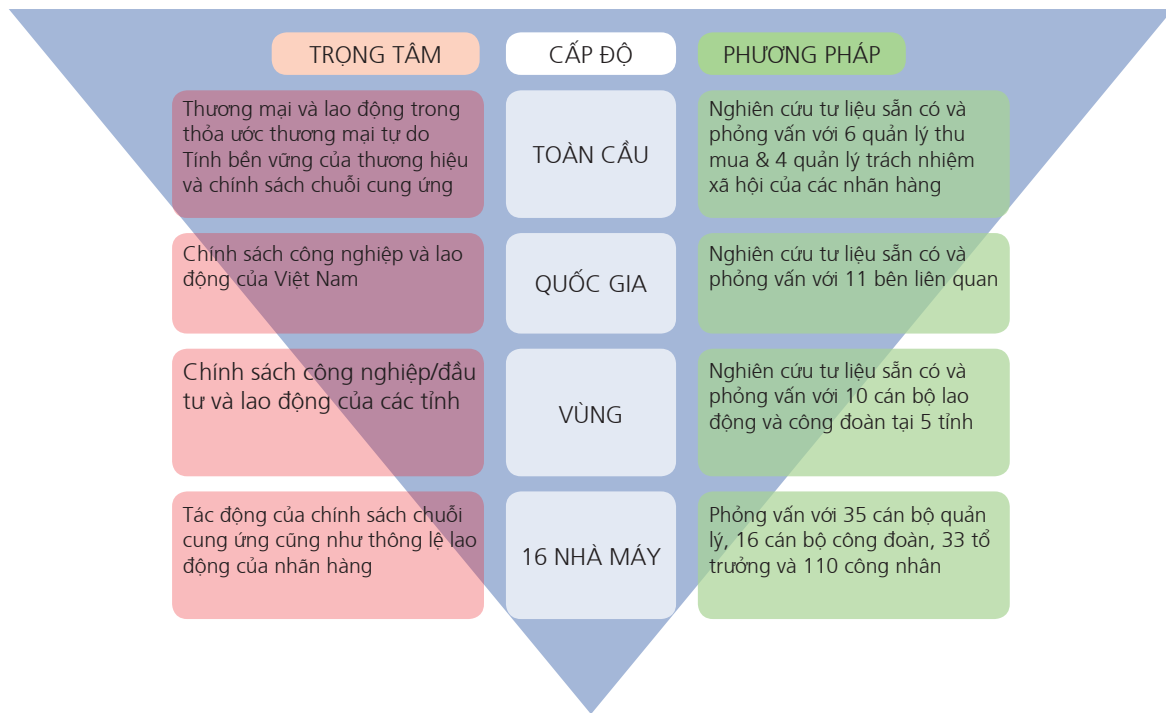 TRỌNG TÂM
CẤP ĐỘ
PHƯƠNG PHÁP
Thương mại và lao động trong
thỏa ước thương mại tự do
Tính bền vững của thương hiệu
và chính sách chuỗi cung ứng
TOÀN CẦU
Nghiên cứu tư liệu sẵn có và
phỏng vấn với 6 quản lý thu
mua & 4 quản lý trách nhiệm
xã hội của các nhãn hàng
Chính sách công nghiệp và lao
động của Việt Nam
QUỐC GIA
Nghiên cứu tư liệu sẵn có và
phỏng vấn với 11 bên liên quan
Chính sách công nghiệp/đầu
tư và lao động của các tỉnh
VÙNG
Nghiên cứu tư liệu sẵn có và
phỏng vấn với 10 cán bộ lao
động và công đoàn tại 5 tỉnh
Tác động của chính sách chuỗi
cung ứng cũng như thông lệ lao
động của nhãn hàng
16 NHÀ MÁY
Phỏng vấn với 35 cán bộ quản
lý, 16 cán bộ công đoàn, 33 tổ
trưởng và 110 công nhân